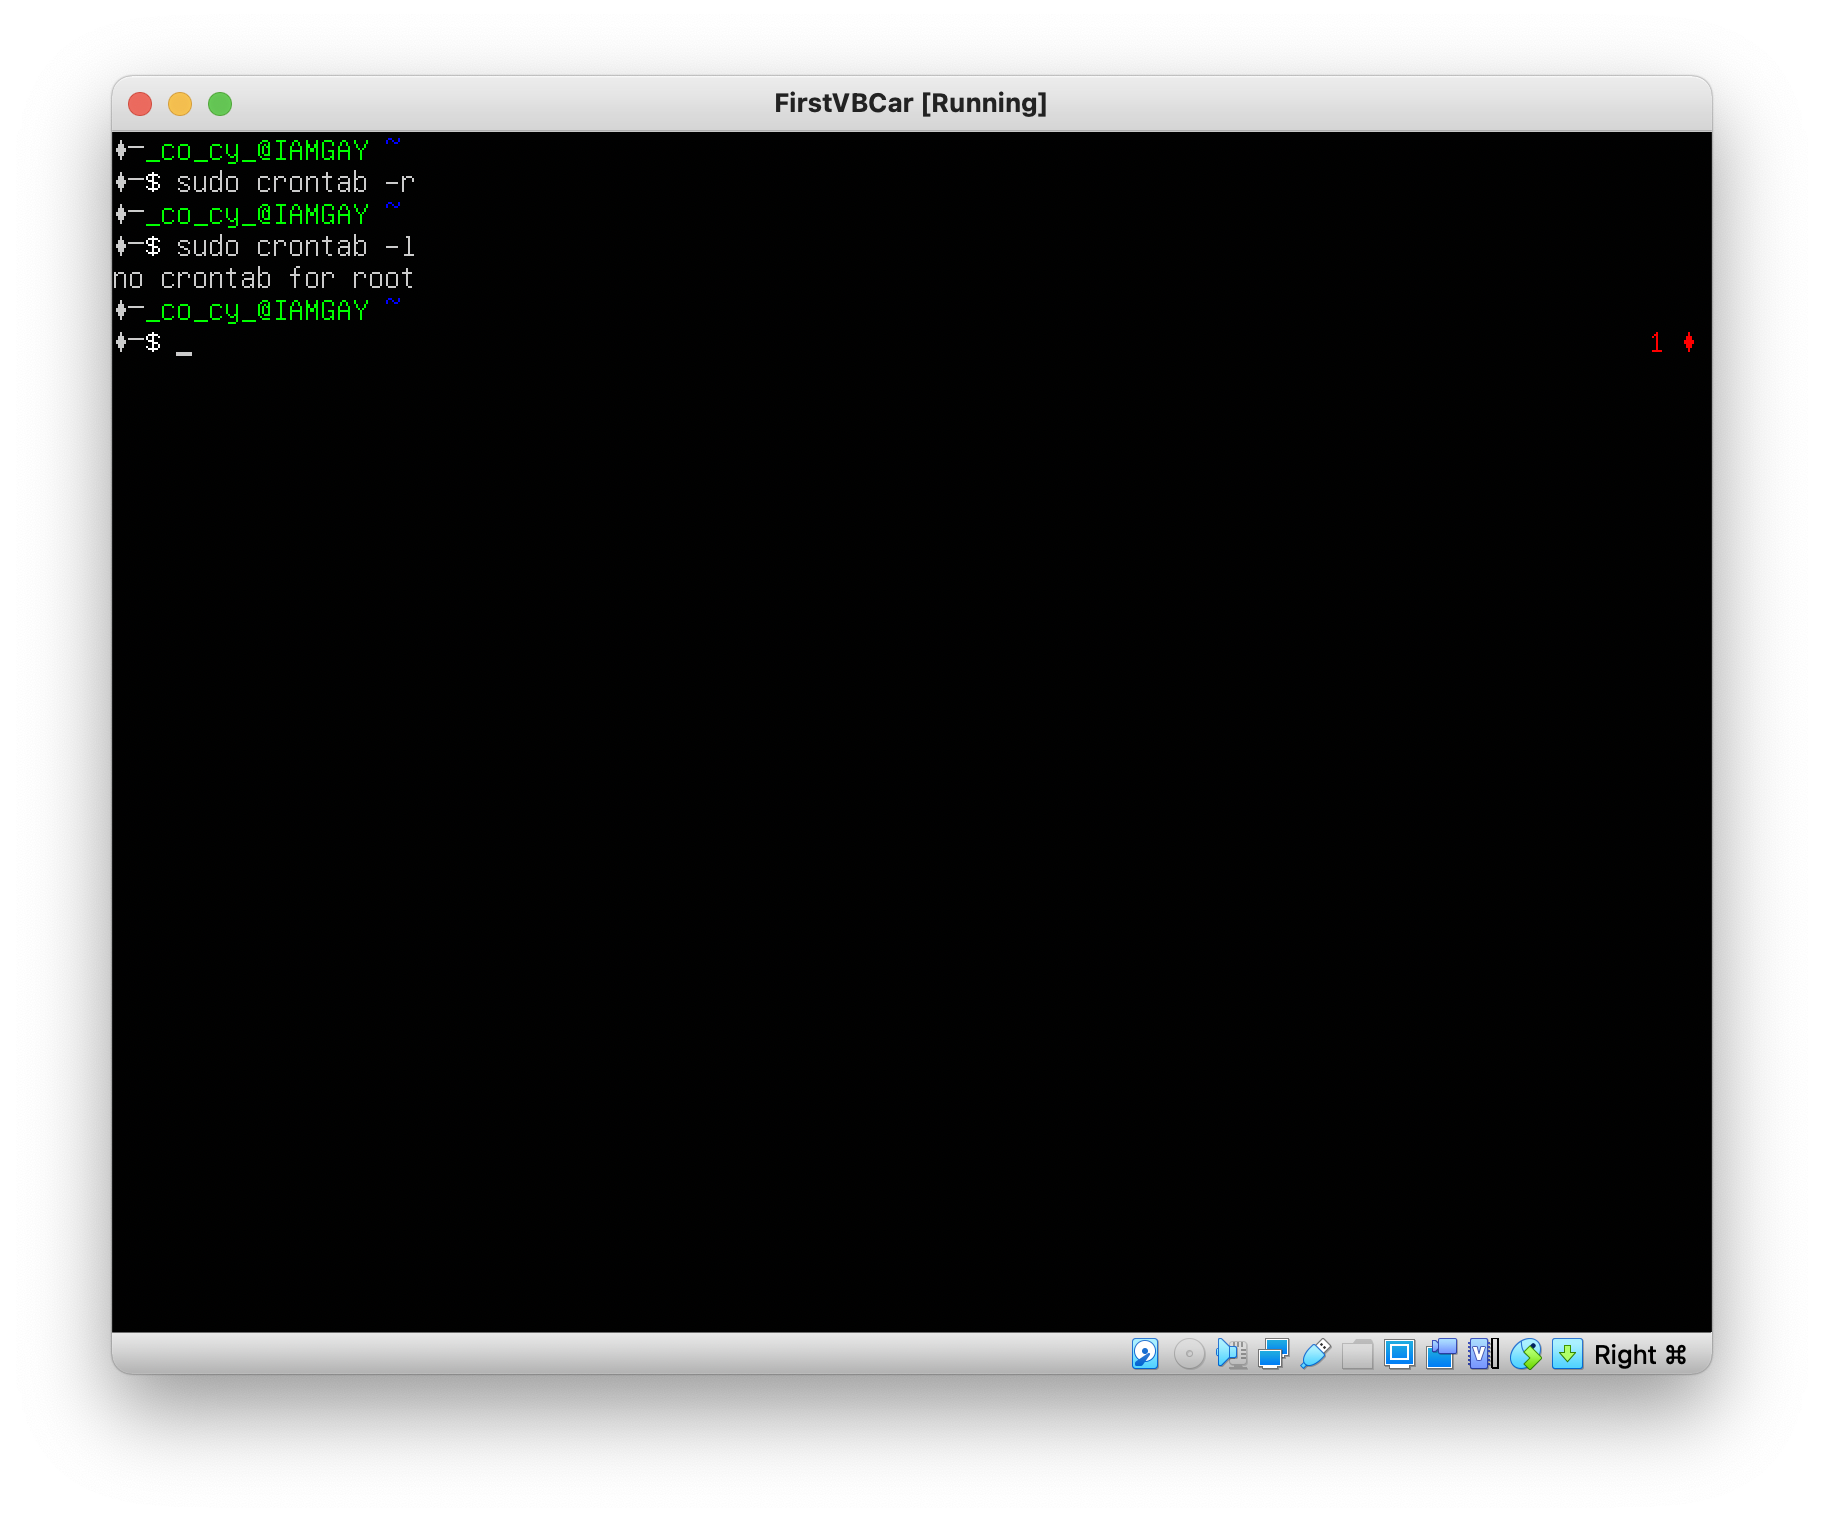 FirstVBCar [Running]
♦─_co_cy_@IAMGAY ~
♦─$ sudo crontab -r
♦─_co_cy_@IAMGAY ~
♦─$ sudo crontab -l
no crontab for root
♦─_co_cy_@IAMGAY ~
♦─$ _ 1 ♦
Right ⌘